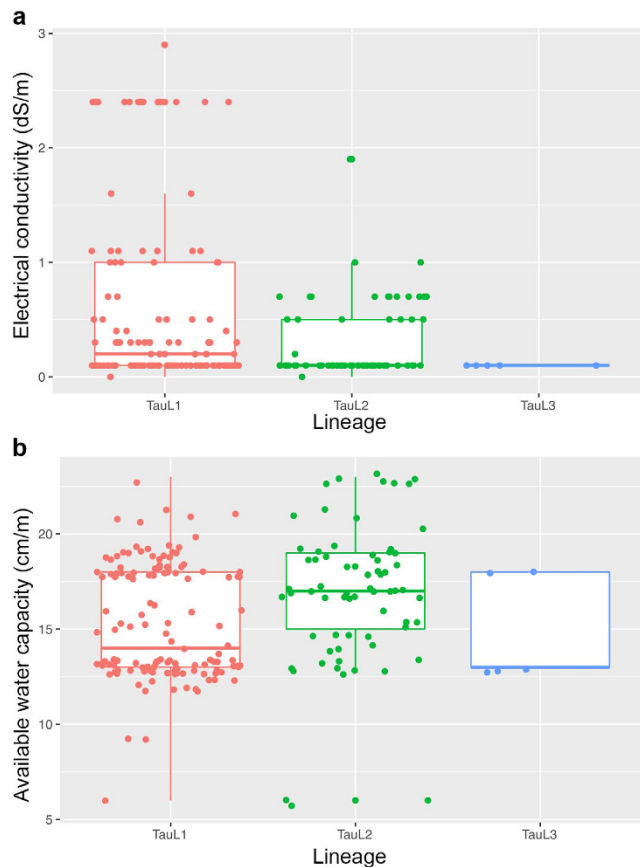 a
Electrical conductivity (dS/m)
3
2
1
0
TauL1 TauL2 TauL3
Lineage
b
Available water capacity (cm/m)
20
15
10
5
TauL1 TauL2 TauL3
Lineage